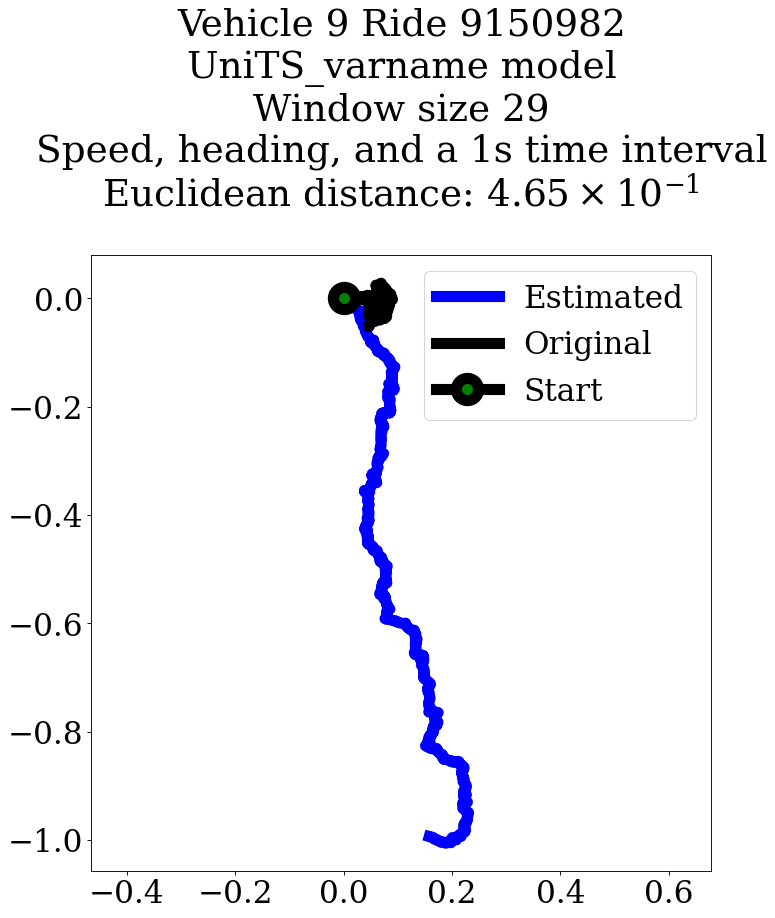 Vehicle 9 Ride 9150982
UniTS_varname model
Window size 29
Speed, heading, and a 1s time interval
Euclidean distance: 4.65 × 10⁻¹
Estimated
Original
Start
0.0
−0.2
−0.4
−0.6
−0.8
−1.0
−0.4 −0.2 0.0 0.2 0.4 0.6